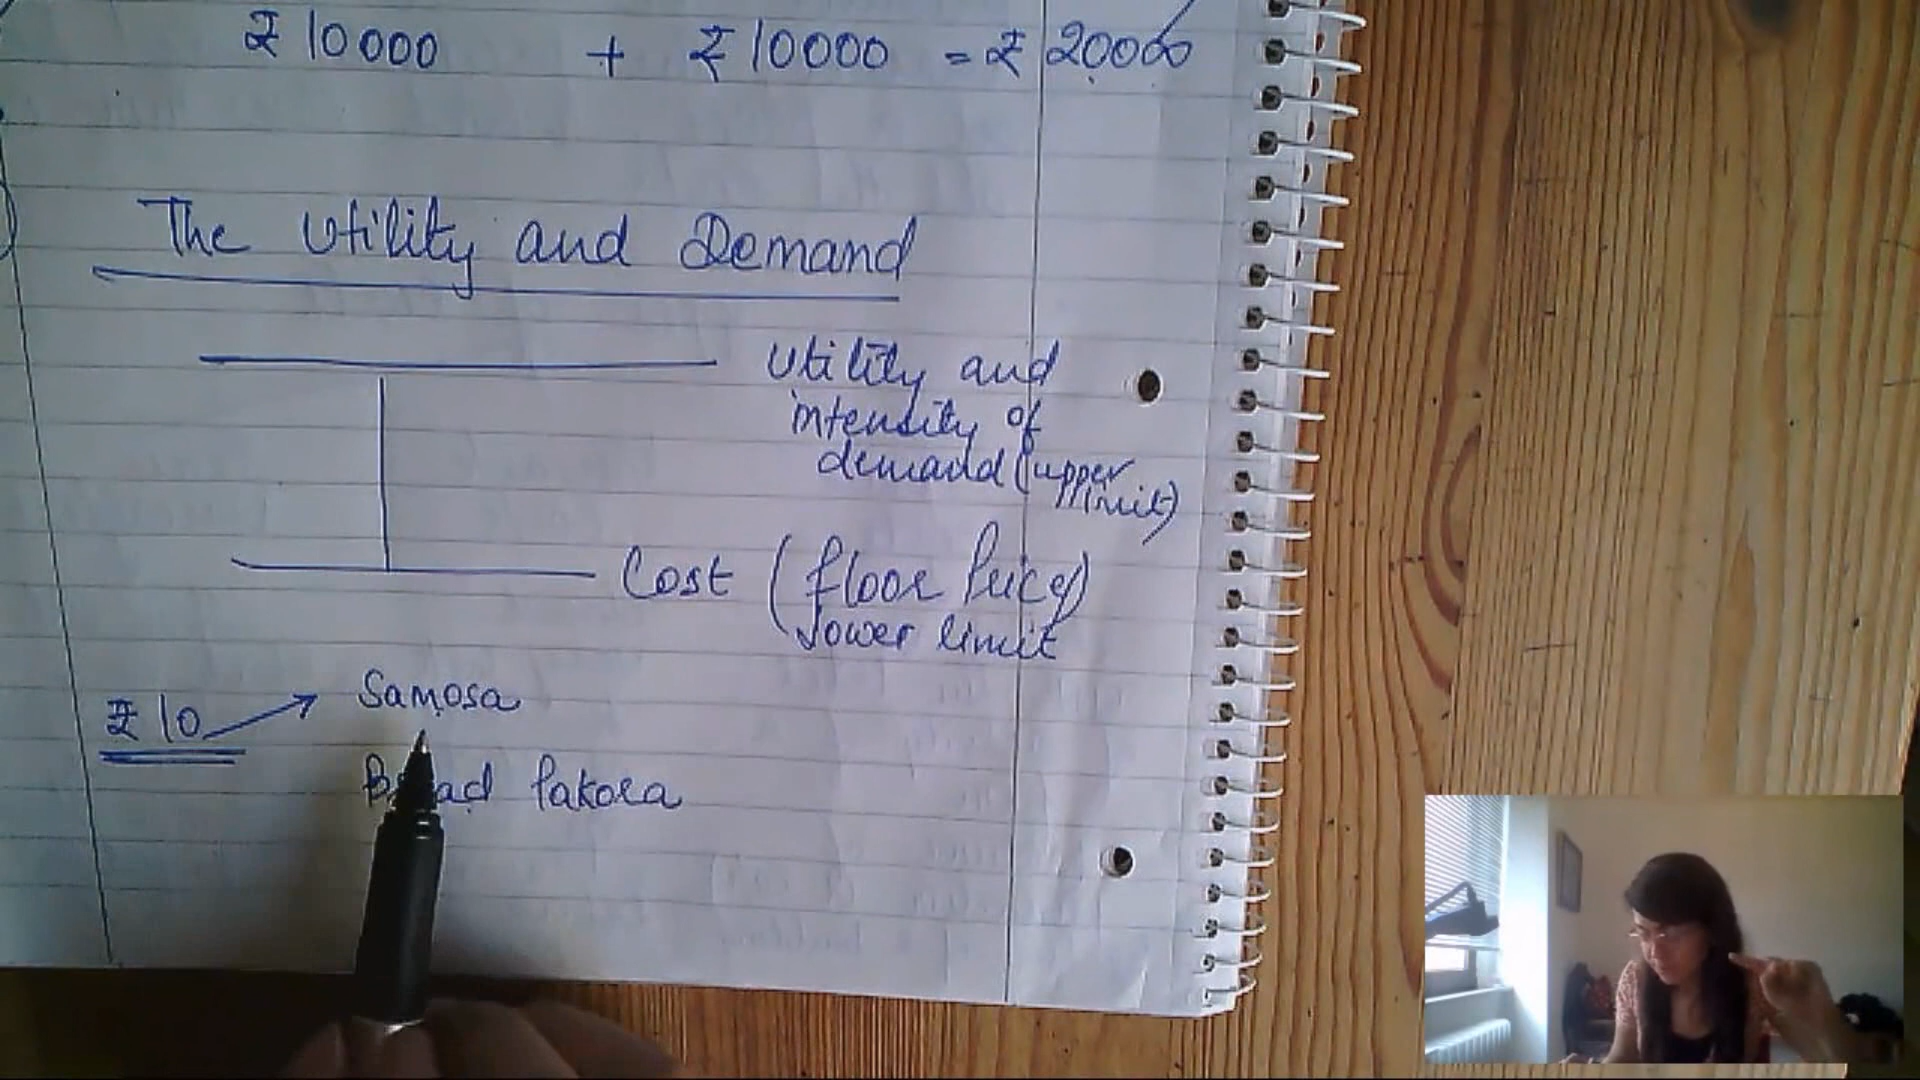 ₹ 10000 + ₹ 10000 = ₹ 20000
The Utility and Demand
Utility and
intensity of
demand (upper
limit)
Cost (floor Price)
lower limit
₹ 10 → Samosa
Bread Pakora